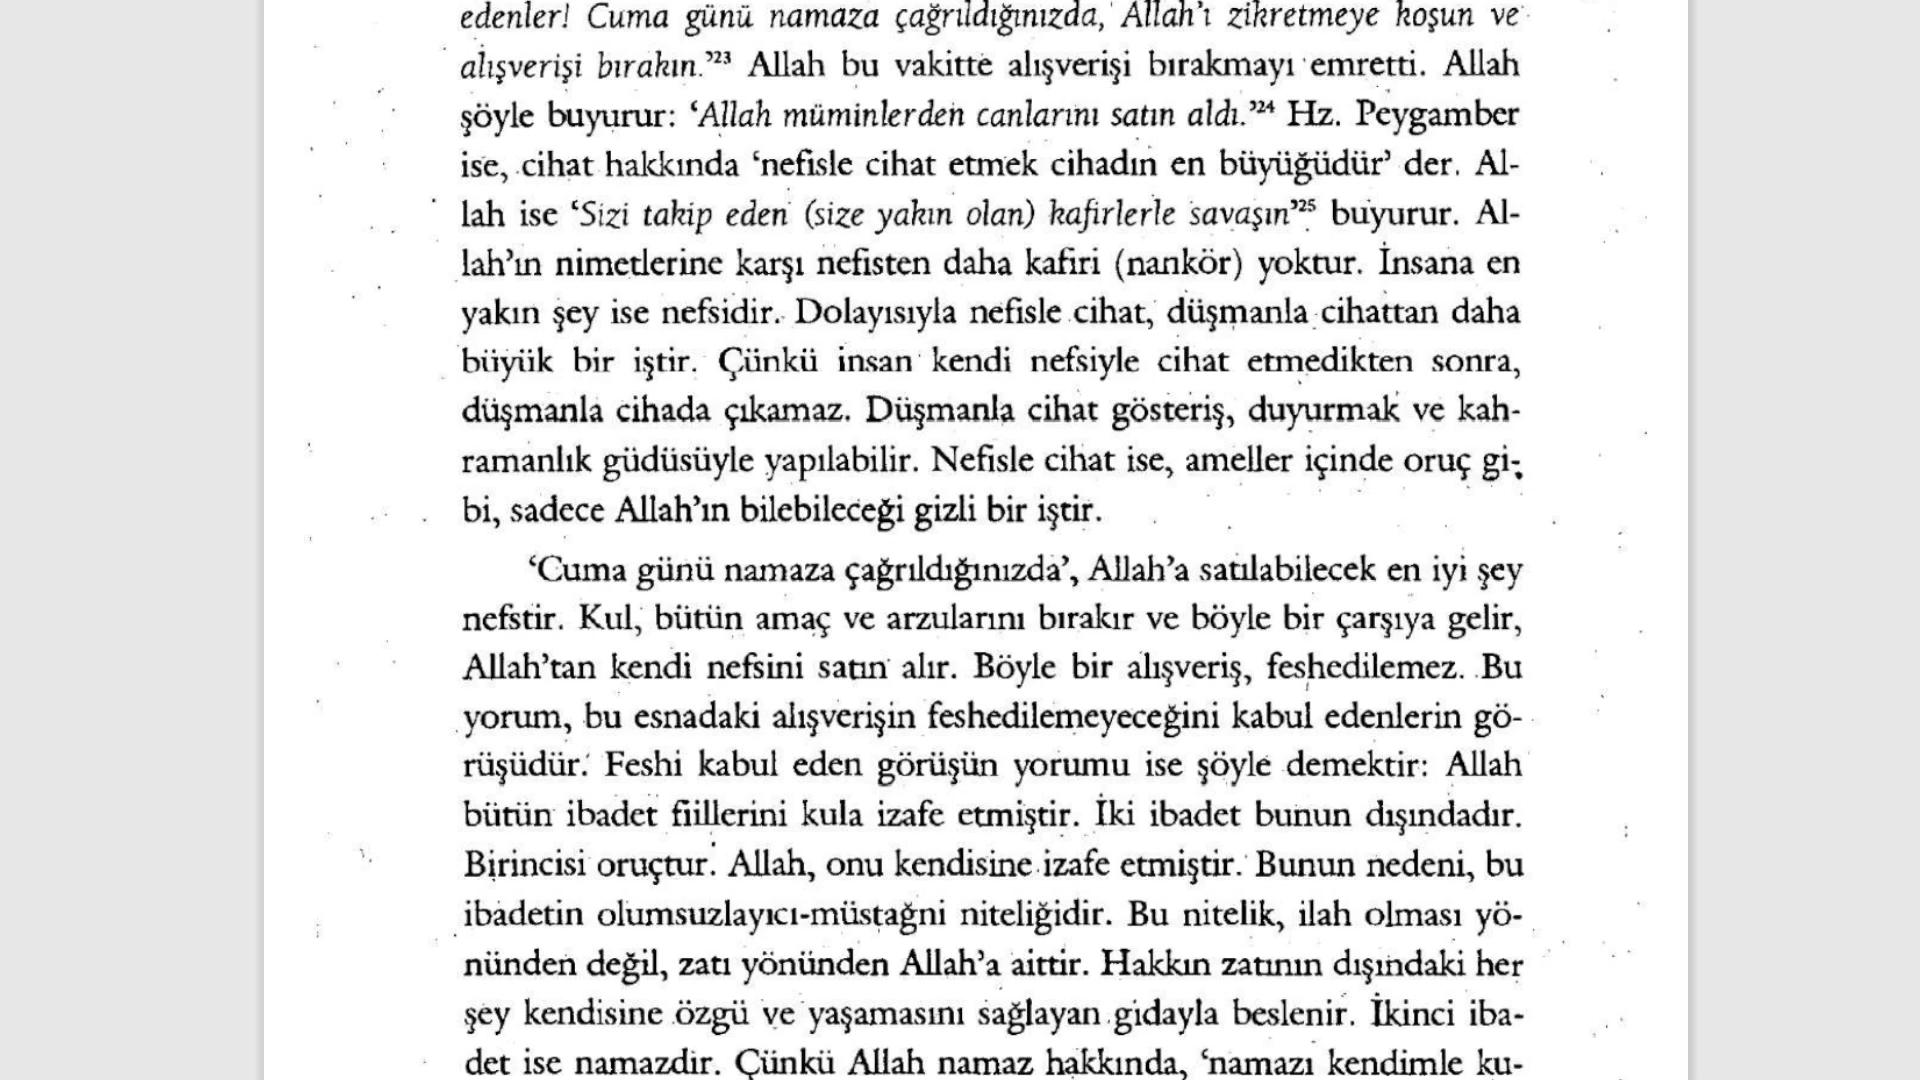 edenler! Cuma günü namaza çağrıldığınızda, Allah’ı zikretmeye koşun ve
alışverişi bırakın.’²³ Allah bu vakitte alışverişi bırakmayı emretti. Allah
şöyle buyurur: ‘Allah müminlerden canlarını satın aldı.’²⁴ Hz. Peygamber
ise, cihat hakkında ‘nefisle cihat etmek cihadın en büyüğüdür’ der. Al-
lah ise ‘Sizi takip eden (size yakın olan) kafirlerle savaşın’²⁵ buyurur. Al-
lah’ın nimetlerine karşı nefisten daha kafiri (nankör) yoktur. İnsana en
yakın şey ise nefsidir. Dolayısıyla nefisle cihat, düşmanla cihattan daha
büyük bir iştir. Çünkü insan kendi nefsiyle cihat etmedikten sonra,
düşmanla cihada çıkamaz. Düşmanla cihat gösteriş, duyurmak ve kah-
ramanlık güdüsüyle yapılabilir. Nefisle cihat ise, ameller içinde oruç gi-
bi, sadece Allah’ın bilebileceği gizli bir iştir.
‘Cuma günü namaza çağrıldığınızda’, Allah’a satılabilecek en iyi şey
nefstir. Kul, bütün amaç ve arzularını bırakır ve böyle bir çarşıya gelir,
Allah’tan kendi nefsini satın alır. Böyle bir alışveriş, feshedilemez. Bu
yorum, bu esnadaki alışverişin feshedilemeyeceğini kabul edenlerin gö-
rüşüdür. Feshi kabul eden görüşün yorumu ise şöyle demektir: Allah
bütün ibadet fiillerini kula izafe etmiştir. İki ibadet bunun dışındadır.
Birincisi oruçtur. Allah, onu kendisine izafe etmiştir. Bunun nedeni, bu
ibadetin olumsuzlayıcı-müstağni niteliğidir. Bu nitelik, ilah olması yö-
nünden değil, zatı yönünden Allah’a aittir. Hakkın zatının dışındaki her
şey kendisine özgü ve yaşamasını sağlayan gıdayla beslenir. İkinci iba-
det ise namazdır. Çünkü Allah namaz hakkında, ‘namazı kendimle ku-